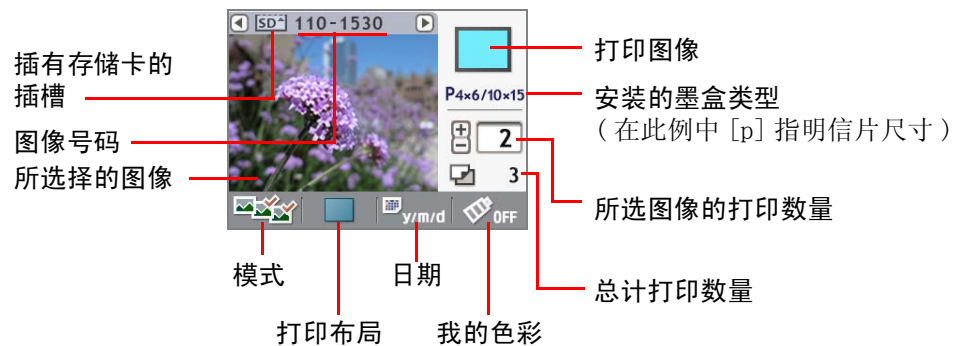 SD 110-1530
插有存储卡的
插槽
图像号码
所选择的图像
打印图像
P4×6/10×15
安装的墨盒类型
(在此例中 [p] 指明信片尺寸)
2
3
所选图像的打印数量
y/m/d
OFF
总计打印数量
模式
日期
打印布局
我的色彩